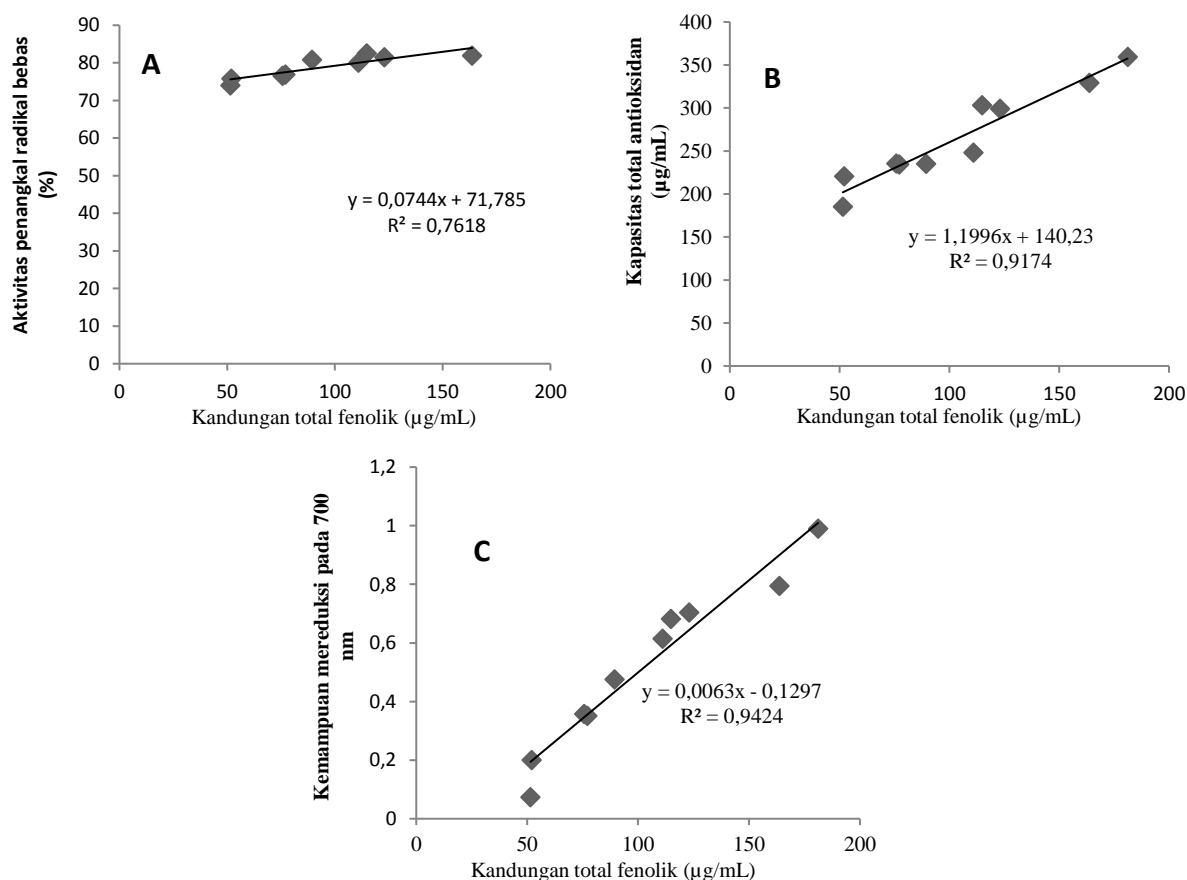 A
Aktivitas penangkal radikal bebas
(%)
90
80
70
60
50
40
30
20
10
0
y = 0,0744x + 71,785
R² = 0,7618
0 50 100 150 200
Kandungan total fenolik (µg/mL)
B
Kapasitas total antioksidan
(µg/mL)
400
350
300
250
200
150
100
50
0
y = 1,1996x + 140,23
R² = 0,9174
0 50 100 150 200
Kandungan total fenolik (µg/mL)
C
Kemampuan mereduksi pada 700
nm
1,2
1
0,8
0,6
0,4
0,2
0
y = 0,0063x - 0,1297
R² = 0,9424
0 50 100 150 200
Kandungan total fenolik (µg/mL)